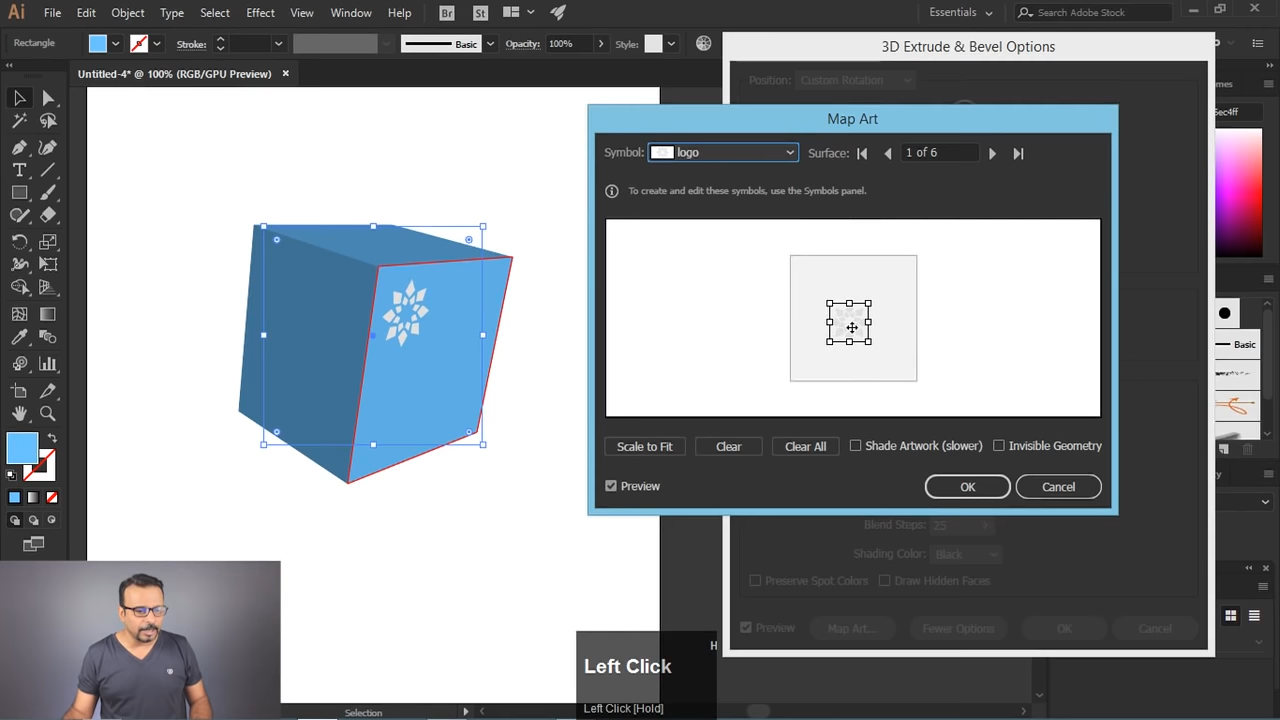 Ai File Edit Object Type Select Effect View Window Help Br St Essentials Search Adobe Stock
Rectangle Stroke: Basic Opacity: 100% Style:
Untitled-4* @ 100% (RGB/GPU Preview) ×
3D Extrude & Bevel Options
Position: Custom Rotation
Map Art
Symbol: logo Surface: 1 of 6
To create and edit these symbols, use the Symbols panel.
Scale to Fit Clear Clear All Shade Artwork (slower) Invisible Geometry
Preview OK Cancel
Blend Steps: 25
Shading Color: Black
Preserve Spot Colors Draw Hidden Faces
Preview Map Art... Fewer Options OK Cancel
Basic
H
Left Click
Left Click [Hold]
Selection